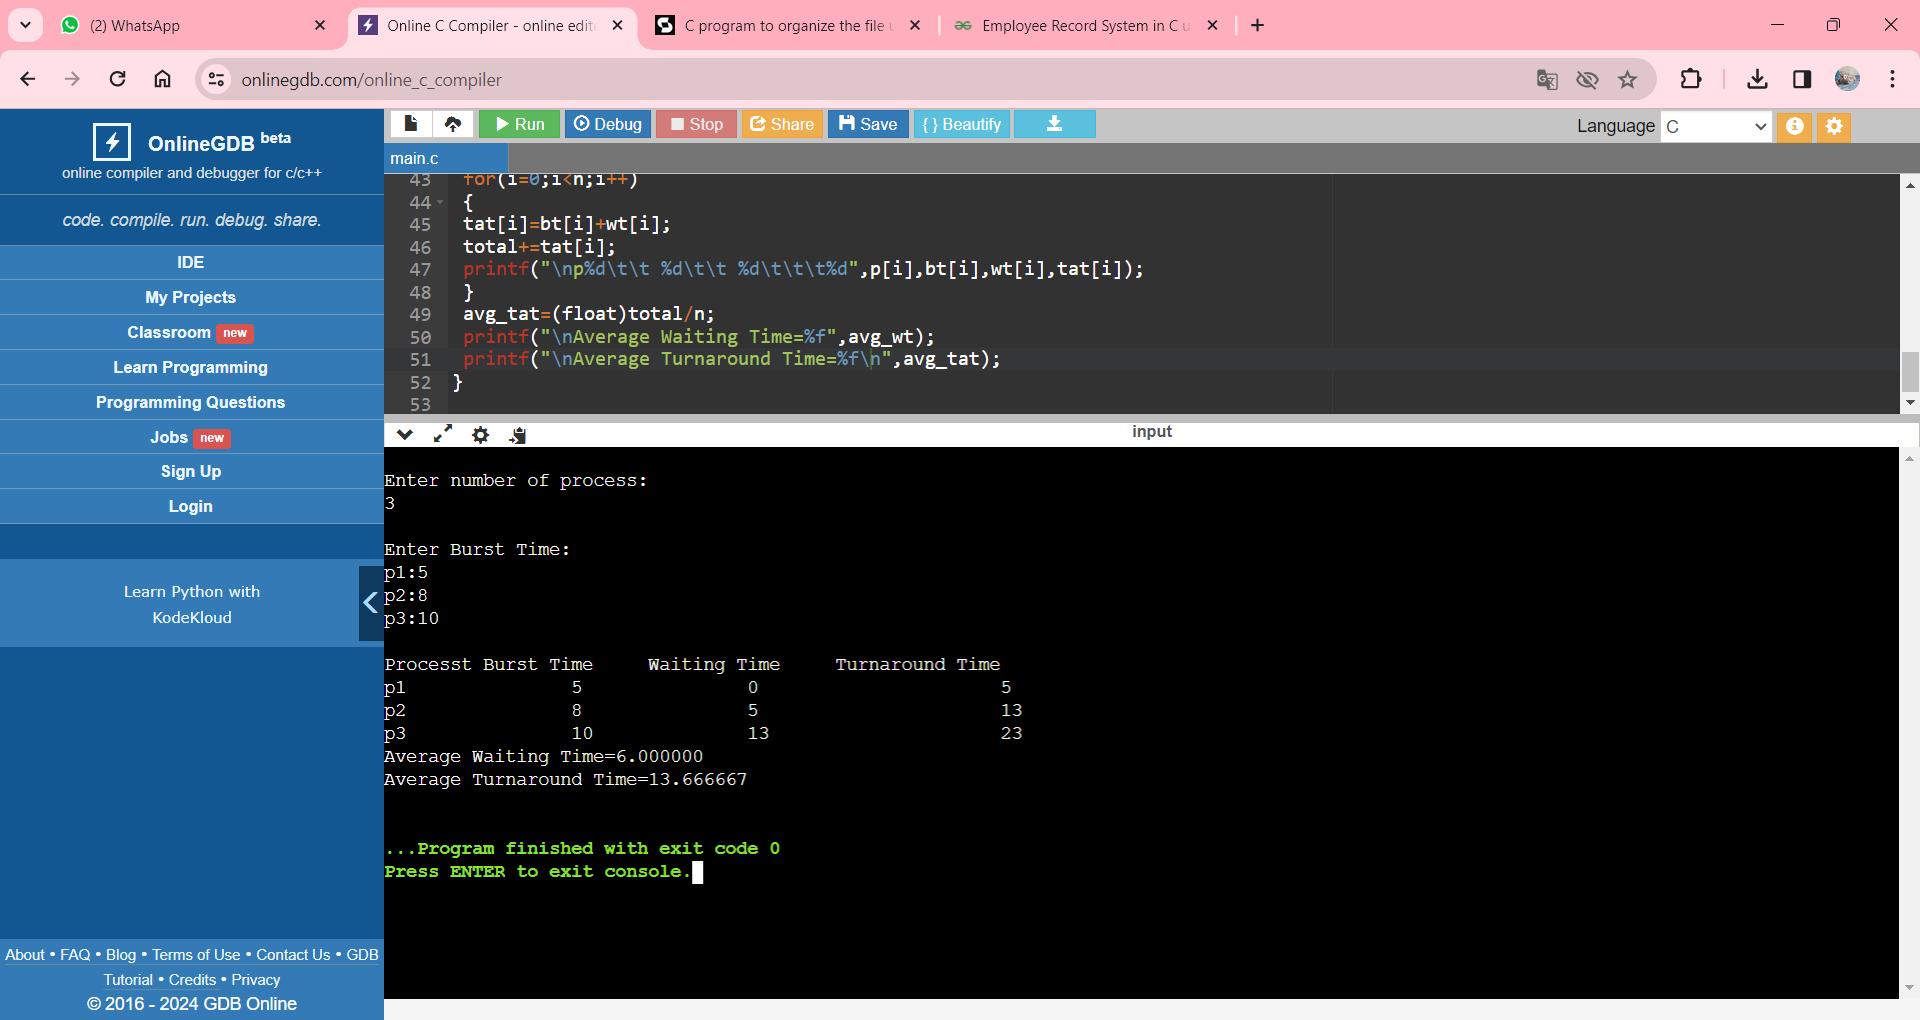 (2) WhatsApp
Online C Compiler - online edit
C program to organize the file
Employee Record System in C u
onlinegdb.com/online_c_compiler
OnlineGDB beta
online compiler and debugger for c/c++
code. compile. run. debug. share.
IDE
My Projects
Classroom new
Learn Programming
Programming Questions
Jobs new
Sign Up
Login
Learn Python with
KodeKloud
About • FAQ • Blog • Terms of Use • Contact Us • GDB
Tutorial • Credits • Privacy
© 2016 - 2024 GDB Online
Run Debug Stop Share Save { } Beautify
Language C
main.c
43 for(i=0;i<n;i++)
44 {
45 tat[i]=bt[i]+wt[i];
46 total+=tat[i];
47 printf("\np%d\t\t %d\t\t %d\t\t\t%d",p[i],bt[i],wt[i],tat[i]);
48 }
49 avg_tat=(float)total/n;
50 printf("\nAverage Waiting Time=%f",avg_wt);
51 printf("\nAverage Turnaround Time=%f\n",avg_tat);
52 }
53
input
Enter number of process:
3
Enter Burst Time:
p1:5
p2:8
p3:10
Processt Burst Time Waiting Time Turnaround Time
p1 5 0 5
p2 8 5 13
p3 10 13 23
Average Waiting Time=6.000000
Average Turnaround Time=13.666667
...Program finished with exit code 0
Press ENTER to exit console.